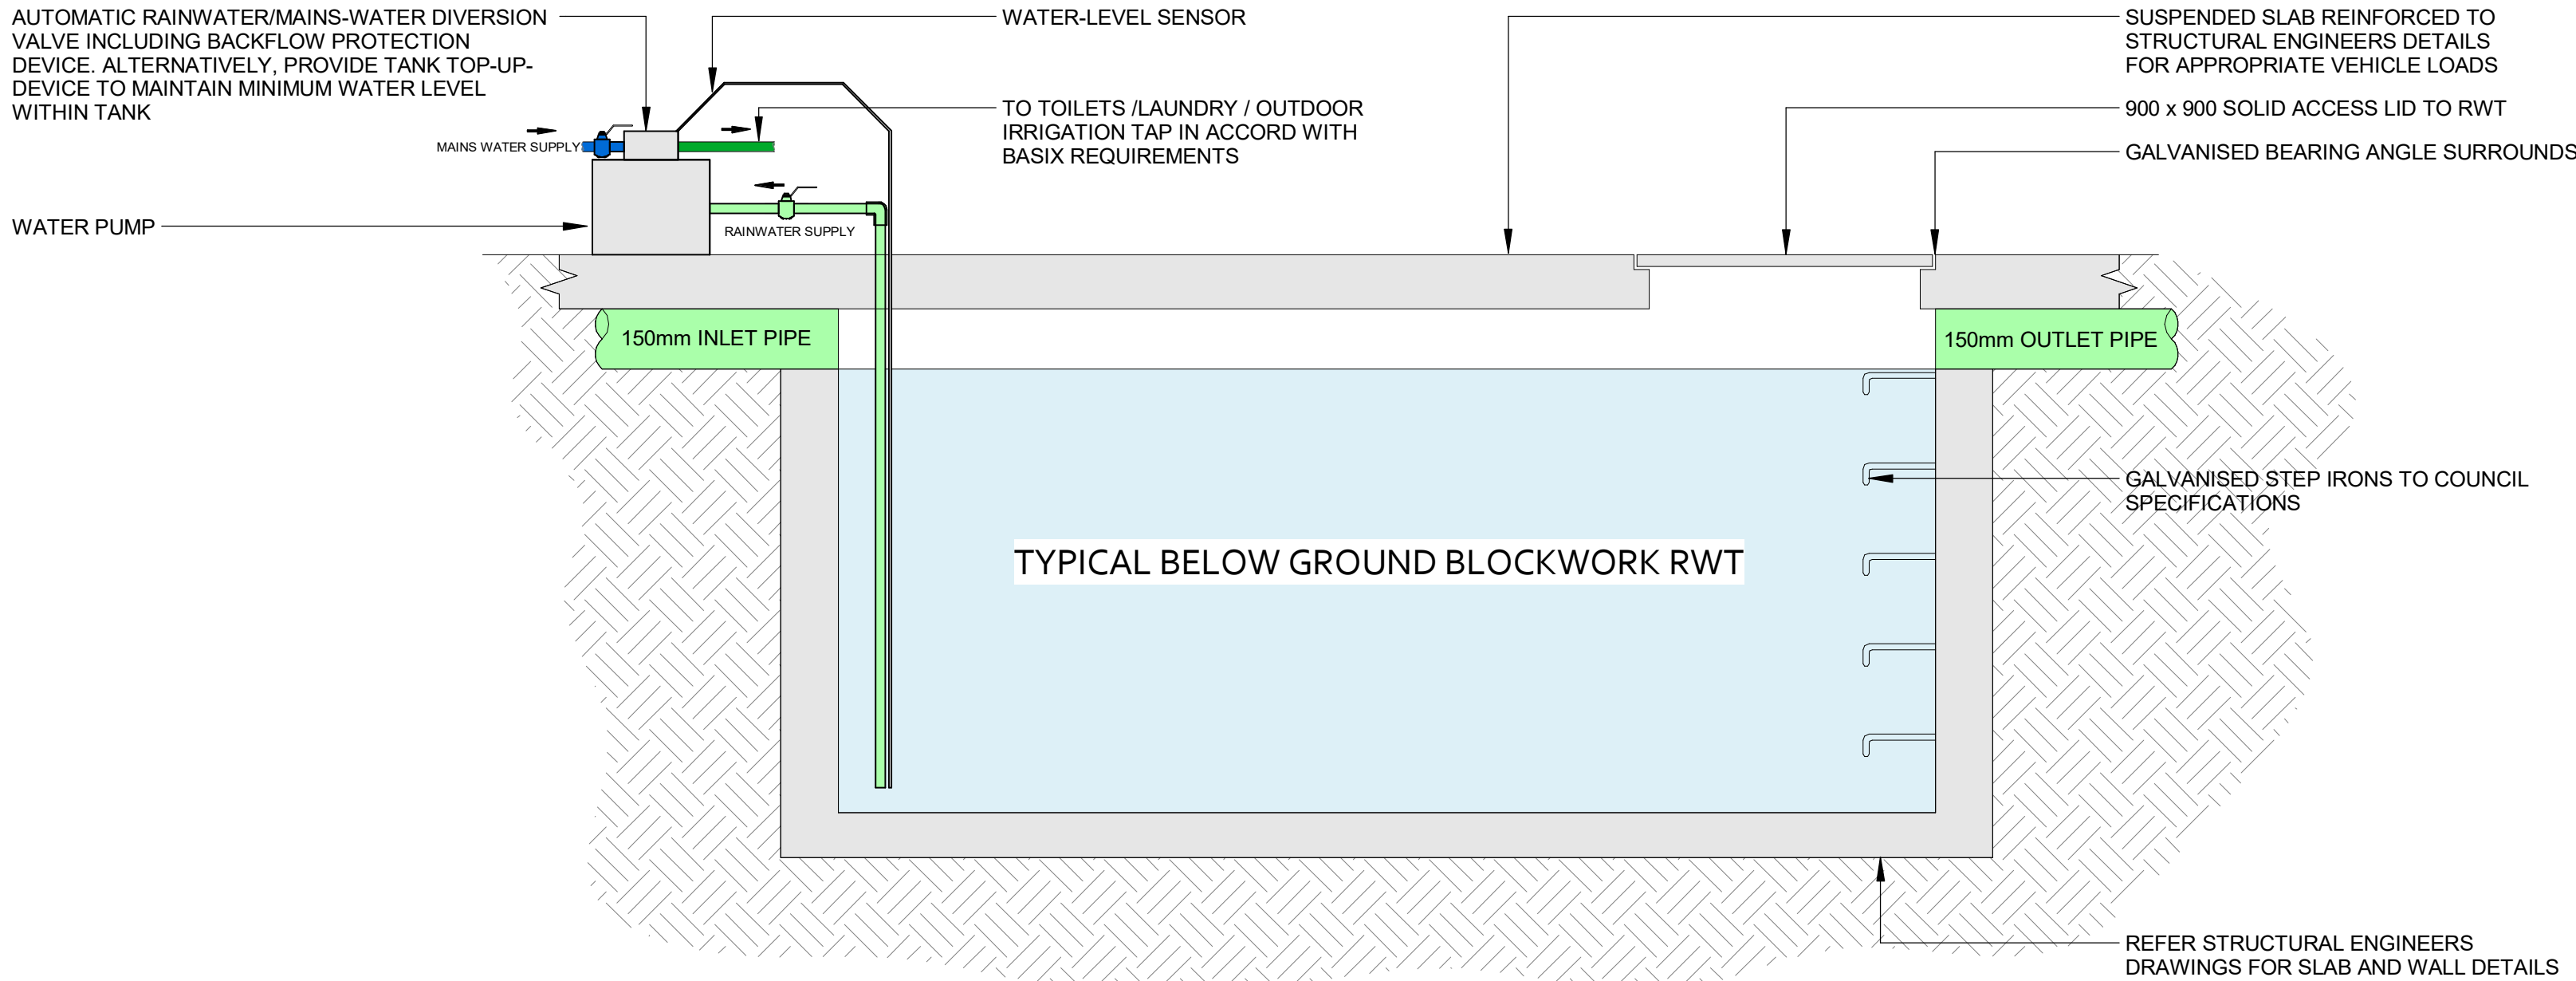 AUTOMATIC RAINWATER/MAINS-WATER DIVERSION
VALVE INCLUDING BACKFLOW PROTECTION
DEVICE. ALTERNATIVELY, PROVIDE TANK TOP-UP-
DEVICE TO MAINTAIN MINIMUM WATER LEVEL
WITHIN TANK
WATER-LEVEL SENSOR
TO TOILETS /LAUNDRY / OUTDOOR
IRRIGATION TAP IN ACCORD WITH
BASIX REQUIREMENTS
SUSPENDED SLAB REINFORCED TO
STRUCTURAL ENGINEERS DETAILS
FOR APPROPRIATE VEHICLE LOADS
900 x 900 SOLID ACCESS LID TO RWT
GALVANISED BEARING ANGLE SURROUNDS
MAINS WATER SUPPLY
WATER PUMP
RAINWATER SUPPLY
150mm INLET PIPE
150mm OUTLET PIPE
GALVANISED STEP IRONS TO COUNCIL
SPECIFICATIONS
TYPICAL BELOW GROUND BLOCKWORK RWT
REFER STRUCTURAL ENGINEERS
DRAWINGS FOR SLAB AND WALL DETAILS